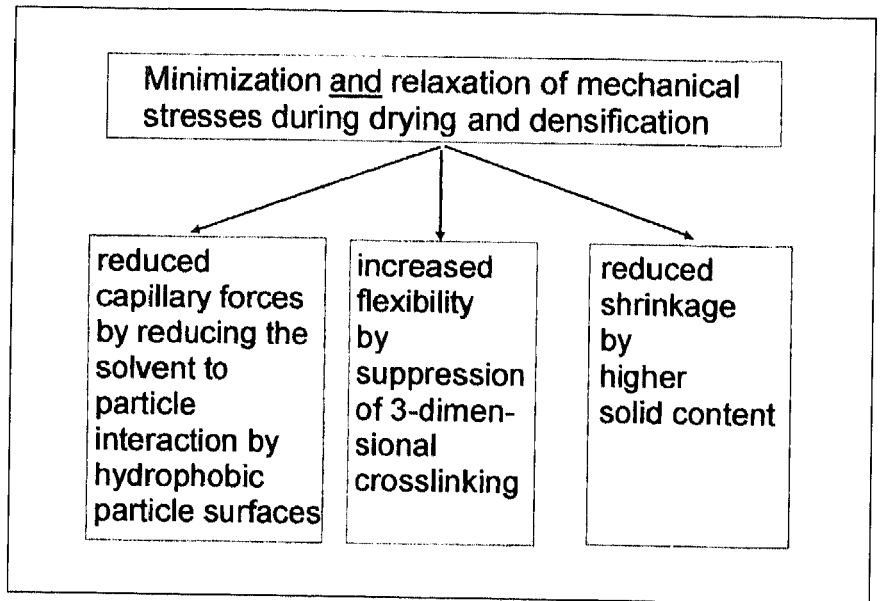 Minimization and relaxation of mechanical
stresses during drying and densification
reduced
capillary forces
by reducing the
solvent to
particle
interaction by
hydrophobic
particle surfaces
increased
flexibility
by
suppression
of 3-dimen-
sional
crosslinking
reduced
shrinkage
by
higher
solid content